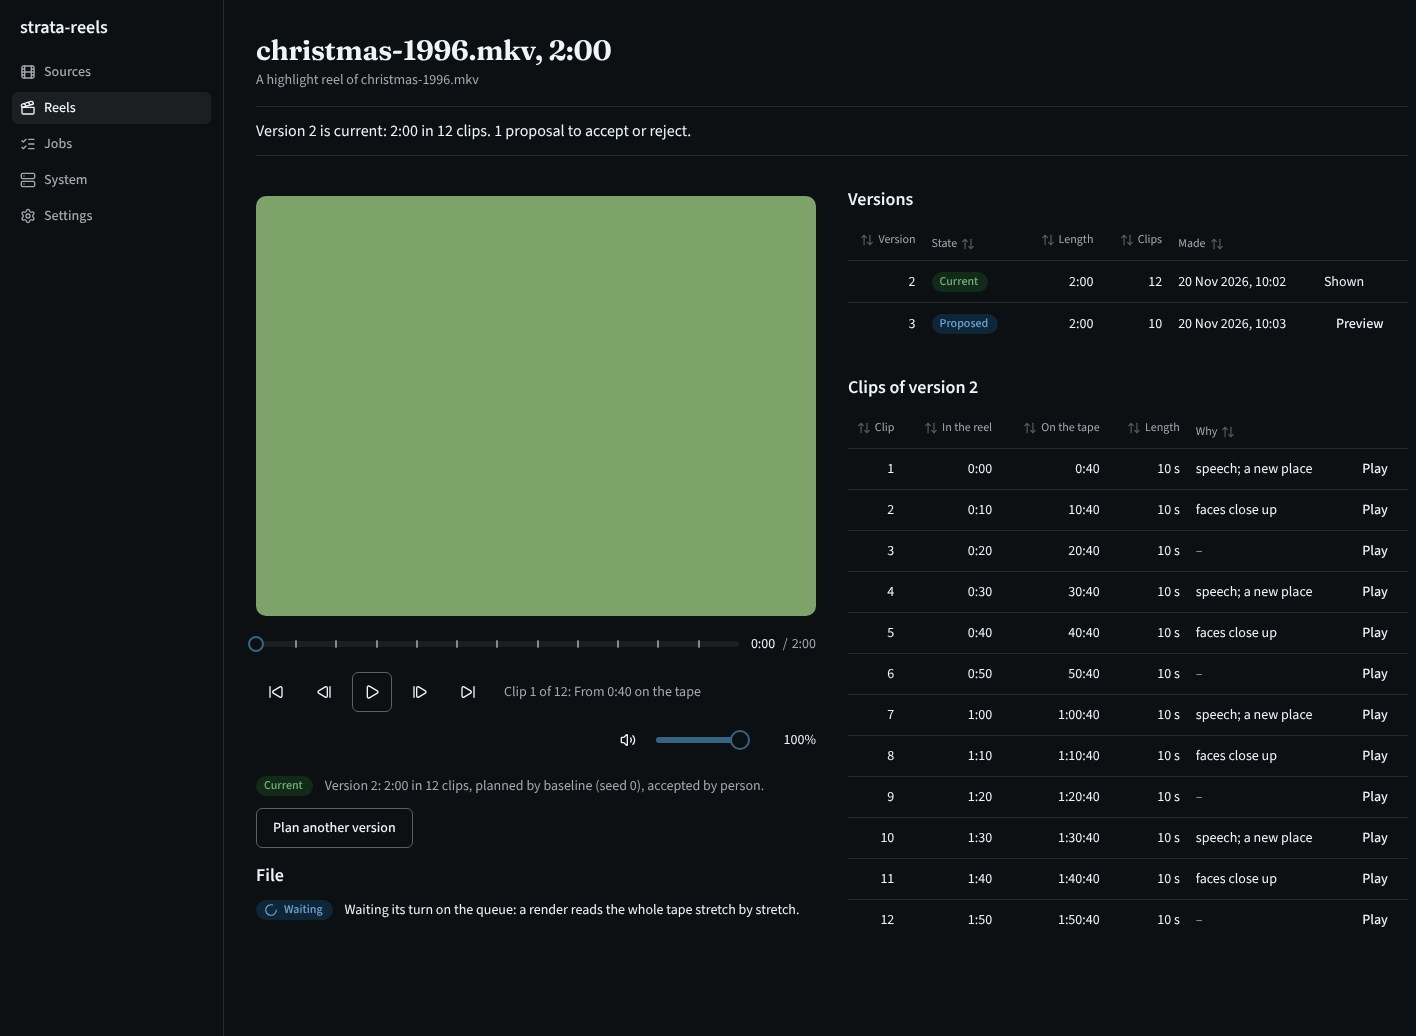 strata-reels
Sources
Reels
Jobs
System
Settings
christmas-1996.mkv, 2:00
A highlight reel of christmas-1996.mkv
Version 2 is current: 2:00 in 12 clips. 1 proposal to accept or reject.
0:00 / 2:00
Clip 1 of 12: From 0:40 on the tape
100%
Current Version 2: 2:00 in 12 clips, planned by baseline (seed 0), accepted by person.
Plan another version
File
Waiting Waiting its turn on the queue: a render reads the whole tape stretch by stretch.
Versions
Version State Length Clips Made
2 Current 2:00 12 20 Nov 2026, 10:02 Shown
3 Proposed 2:00 10 20 Nov 2026, 10:03 Preview
Clips of version 2
Clip In the reel On the tape Length Why
1 0:00 0:40 10 s speech; a new place Play
2 0:10 10:40 10 s faces close up Play
3 0:20 20:40 10 s – Play
4 0:30 30:40 10 s speech; a new place Play
5 0:40 40:40 10 s faces close up Play
6 0:50 50:40 10 s – Play
7 1:00 1:00:40 10 s speech; a new place Play
8 1:10 1:10:40 10 s faces close up Play
9 1:20 1:20:40 10 s – Play
10 1:30 1:30:40 10 s speech; a new place Play
11 1:40 1:40:40 10 s faces close up Play
12 1:50 1:50:40 10 s – Play